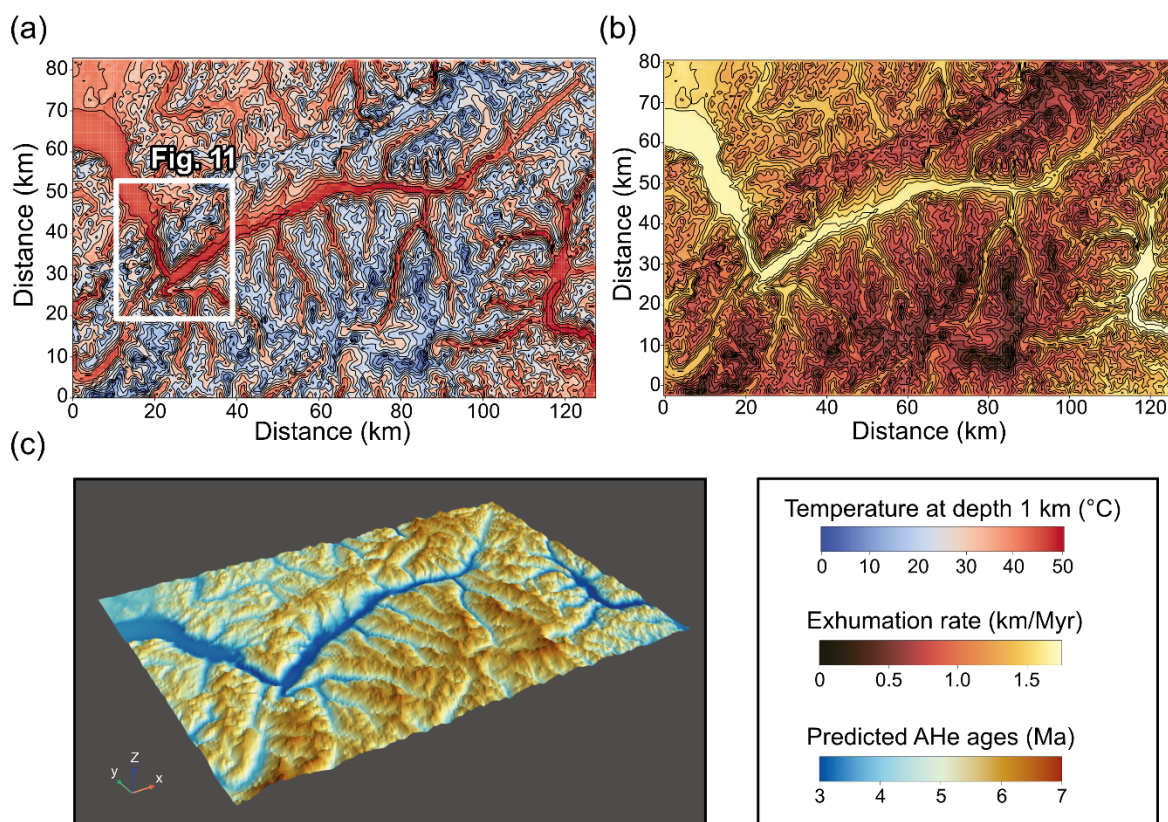 (a)
(b)
Fig. 11
Distance (km)
80
70
60
50
40
30
20
10
0
0
20
40
60
80
100
120
Distance (km)
Distance (km)
80
70
60
50
40
30
20
10
0
0
20
40
60
80
100
120
Distance (km)
(c)
Z
y
x
Temperature at depth 1 km (°C)
0 10 20 30 40 50
Exhumation rate (km/Myr)
0 0.5 1.0 1.5
Predicted AHe ages (Ma)
3 4 5 6 7